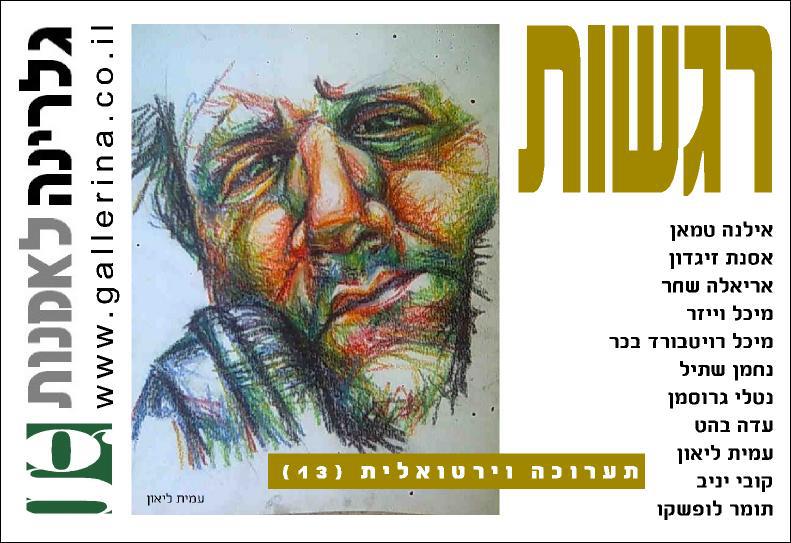 רגשות
אילנה טמאן
אסנת זיגדון
אריאלה שחר
מיכל וייזר
מיכל רויטבורד בכר
נחמן שתיל
נטלי גרוסמן
עדה בהט
עמית ליאון
קובי יניב
תומר לופשקו
תערוכה וירטואלית (13)
עמית ליאון
גלרינה לאמנות
www.gallerina.co.il